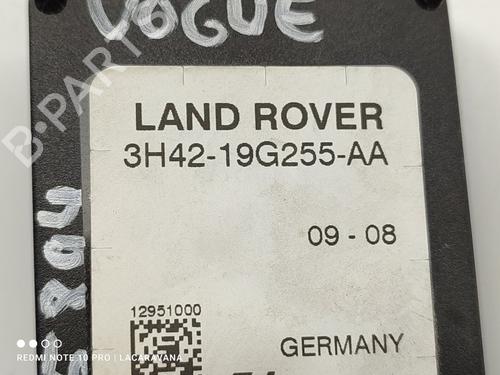 VOGUE
LAND ROVER
3H42-19G255-AA
09 - 08
12951000
GERMANY
B-PARTS
REDMI NOTE 10 PRO | LACARAVANA